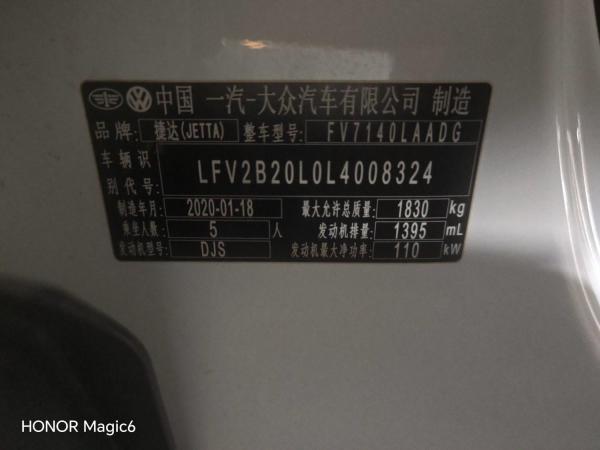 中国 一汽-大众汽车有限公司 制造
品牌: 捷达(JETTA) 整车型号: FV7140LAADG
车辆识别代号: LFV2B20L0L4008324
制造年月: 2020-01-18 最大允许总质量: 1830 kg
乘坐人数: 5 人 发动机排量: 1395 mL
发动机型号: DJS 发动机最大净功率: 110 kW
HONOR Magic6